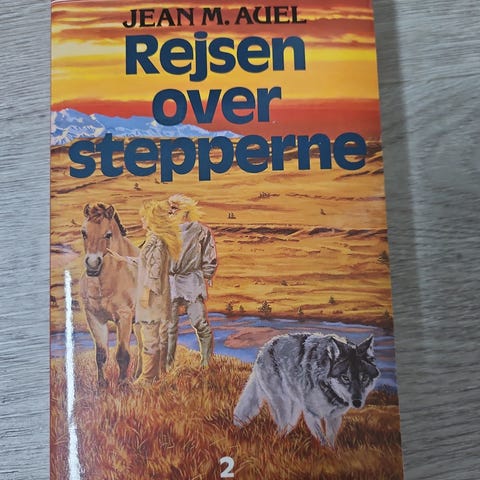 JEAN M. AUEL
Rejsen
over
stepperne
2